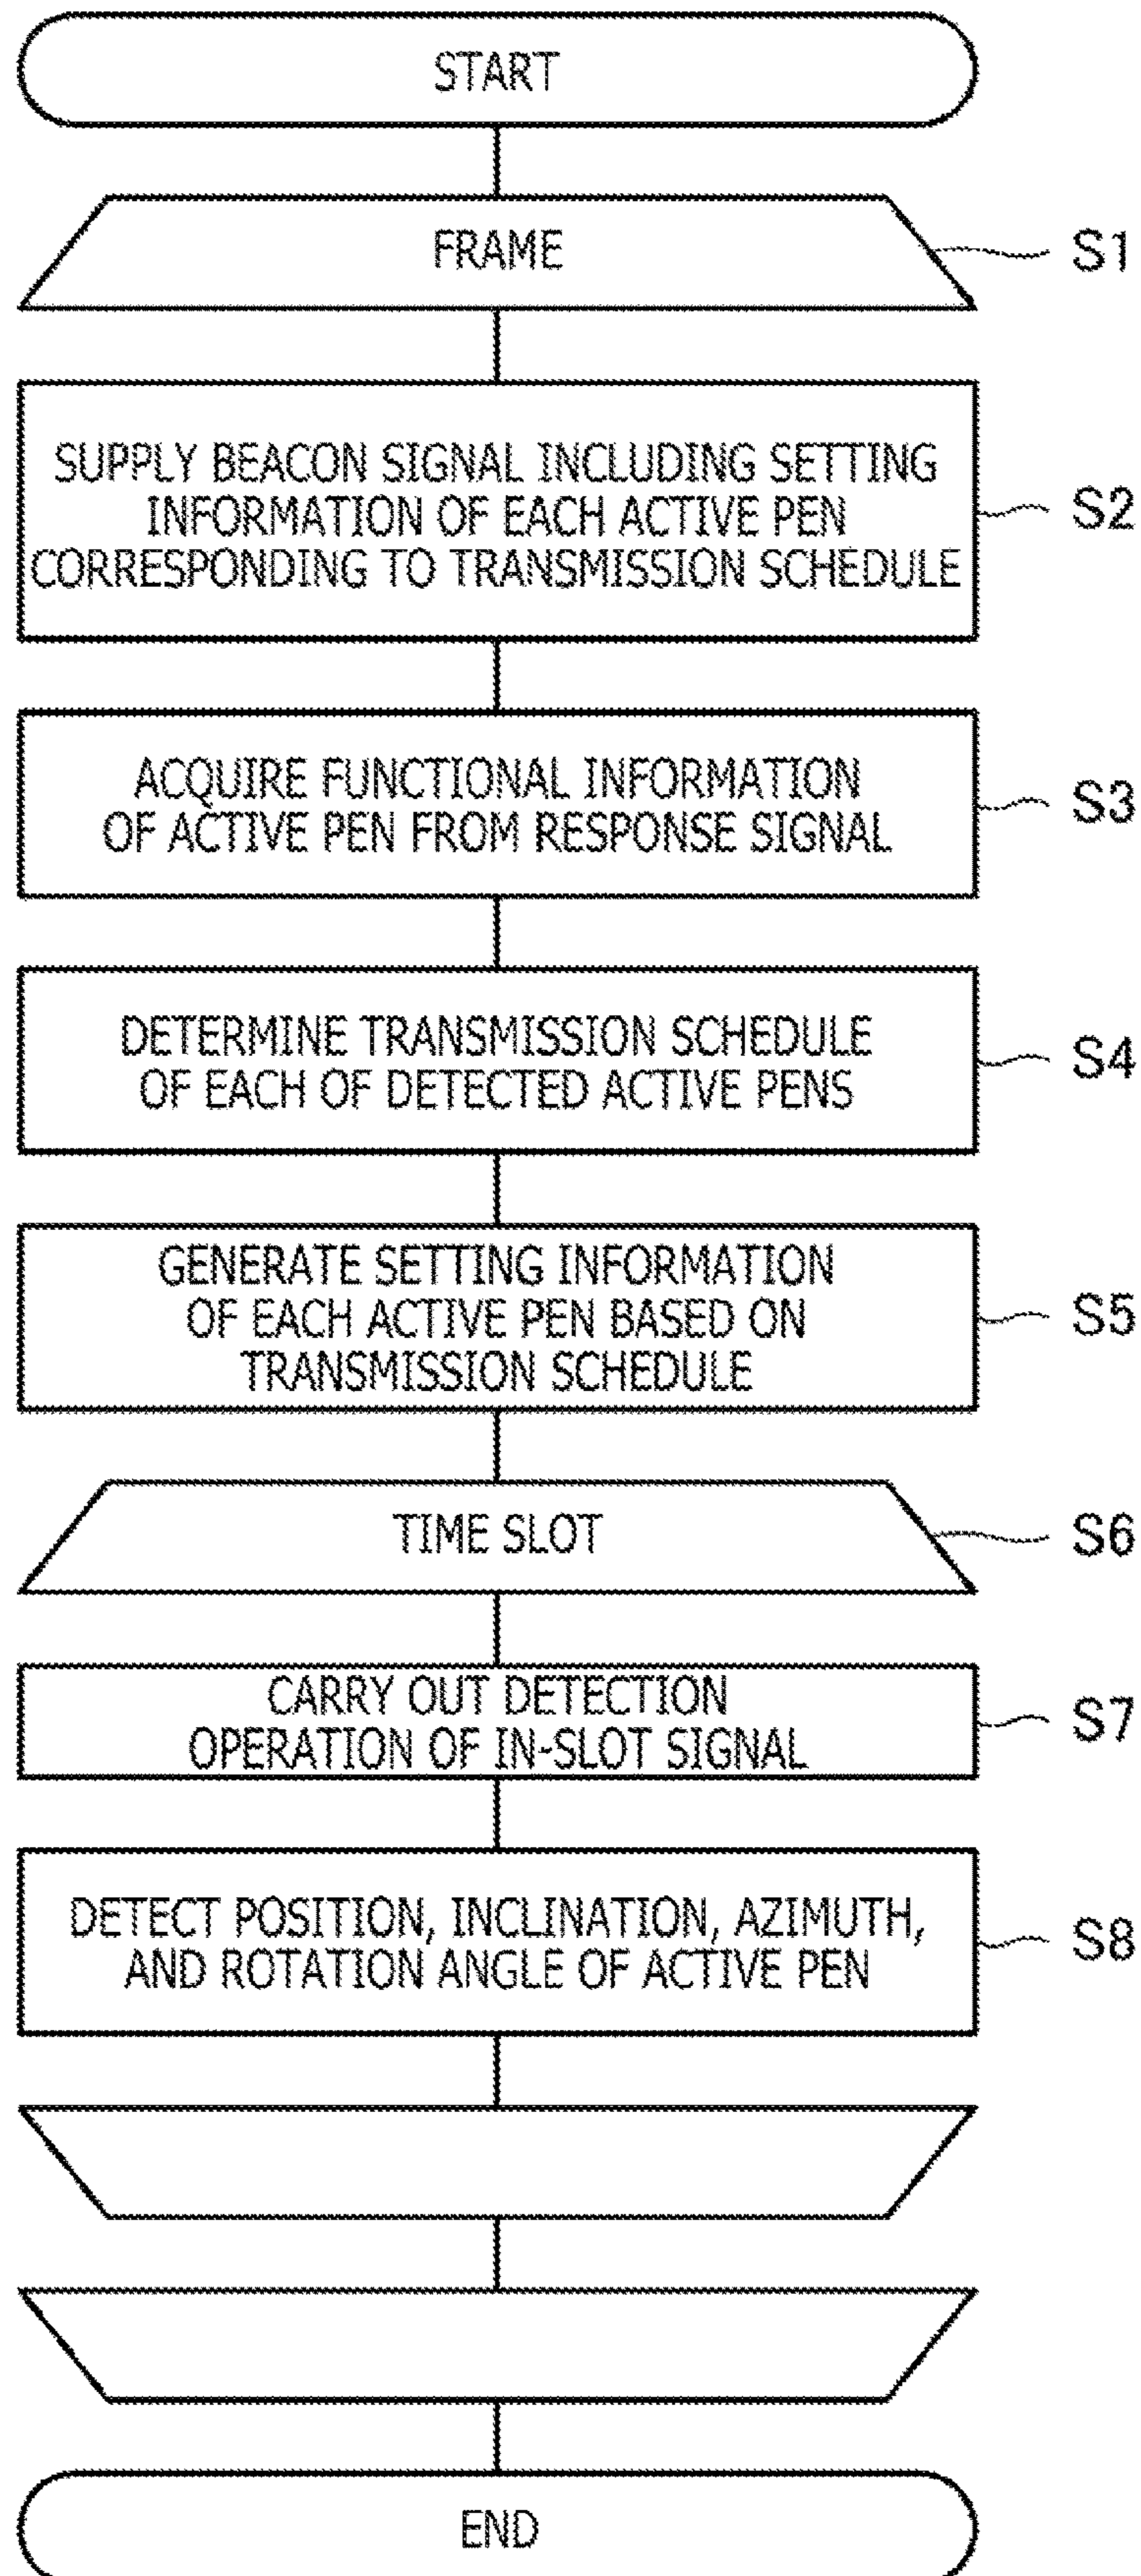 START
FRAME
S1
SUPPLY BEACON SIGNAL INCLUDING SETTING
INFORMATION OF EACH ACTIVE PEN
CORRESPONDING TO TRANSMISSION SCHEDULE
S2
ACQUIRE FUNCTIONAL INFORMATION
OF ACTIVE PEN FROM RESPONSE SIGNAL
S3
DETERMINE TRANSMISSION SCHEDULE
OF EACH OF DETECTED ACTIVE PENS
S4
GENERATE SETTING INFORMATION
OF EACH ACTIVE PEN BASED ON
TRANSMISSION SCHEDULE
S5
TIME SLOT
S6
CARRY OUT DETECTION
OPERATION OF IN-SLOT SIGNAL
S7
DETECT POSITION, INCLINATION, AZIMUTH,
AND ROTATION ANGLE OF ACTIVE PEN
S8
END